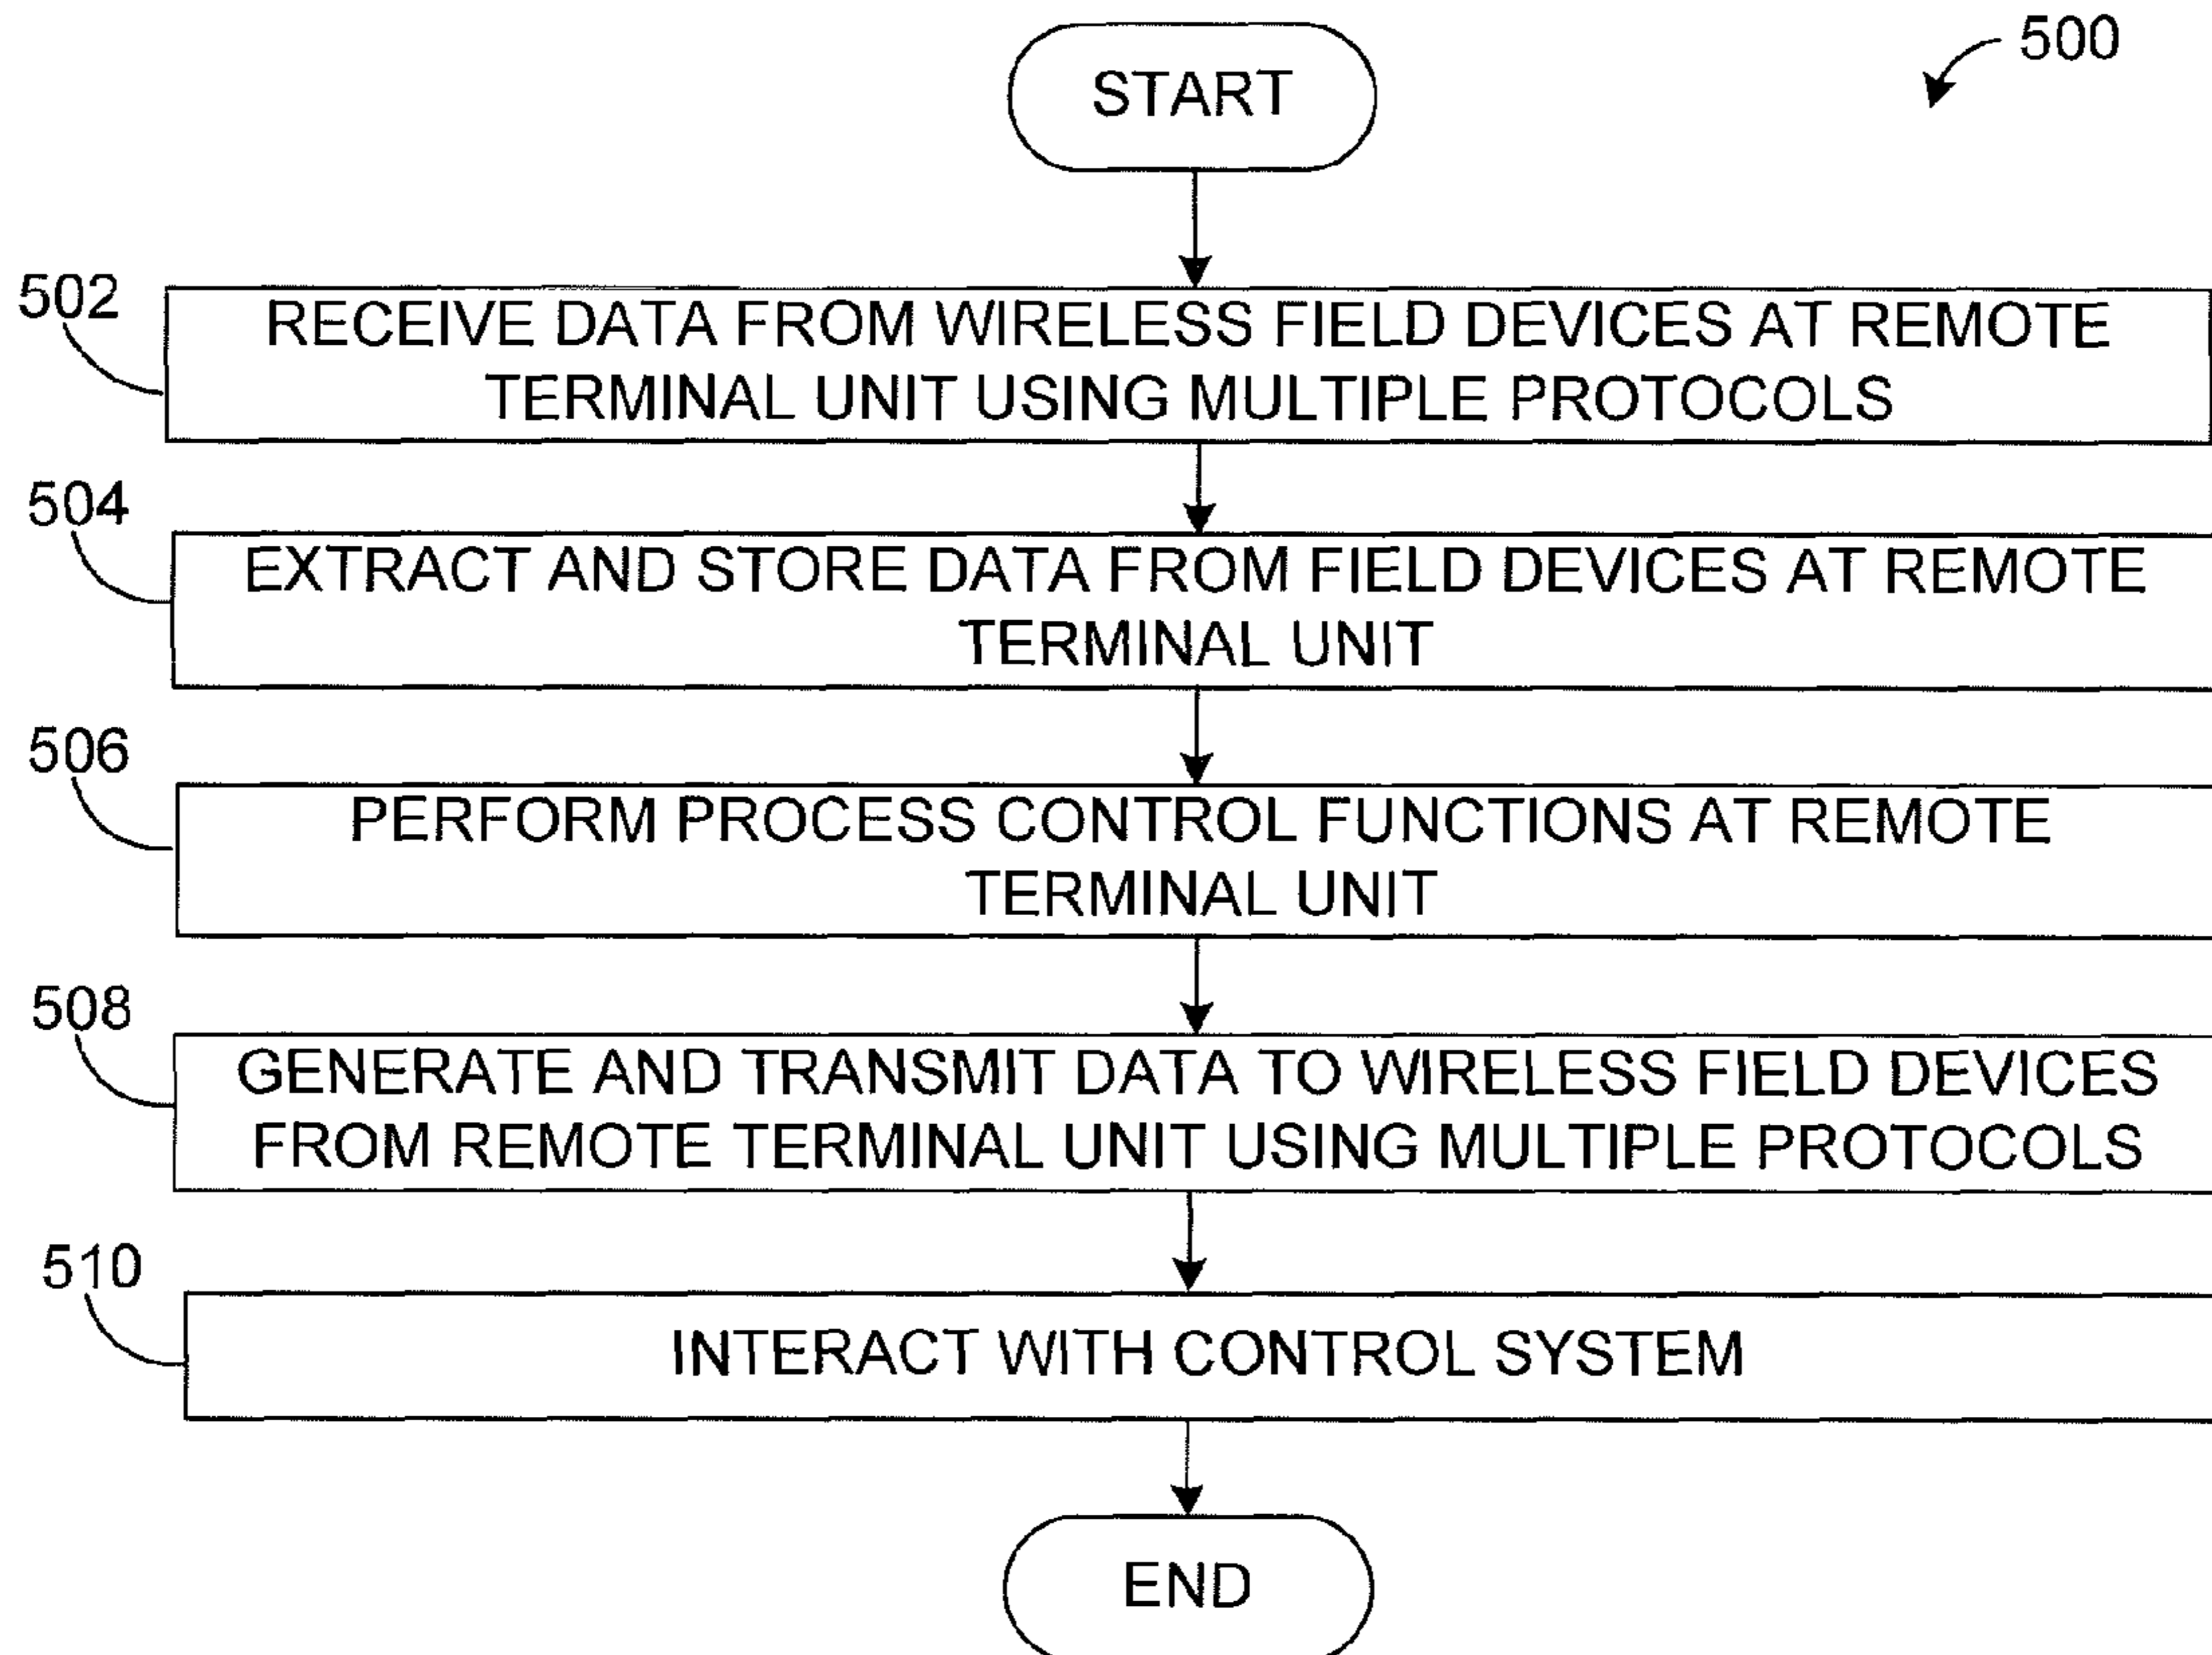 START
500
502
RECEIVE DATA FROM WIRELESS FIELD DEVICES AT REMOTE
TERMINAL UNIT USING MULTIPLE PROTOCOLS
504
EXTRACT AND STORE DATA FROM FIELD DEVICES AT REMOTE
TERMINAL UNIT
506
PERFORM PROCESS CONTROL FUNCTIONS AT REMOTE
TERMINAL UNIT
508
GENERATE AND TRANSMIT DATA TO WIRELESS FIELD DEVICES
FROM REMOTE TERMINAL UNIT USING MULTIPLE PROTOCOLS
510
INTERACT WITH CONTROL SYSTEM
END